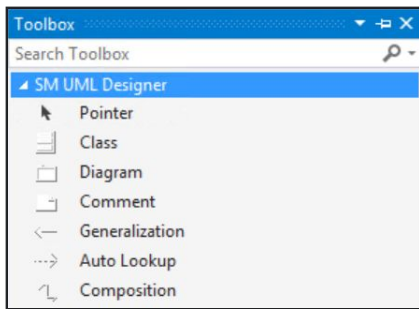 Toolbox
Search Toolbox
SM UML Designer
Pointer
Class
Diagram
Comment
Generalization
Auto Lookup
Composition